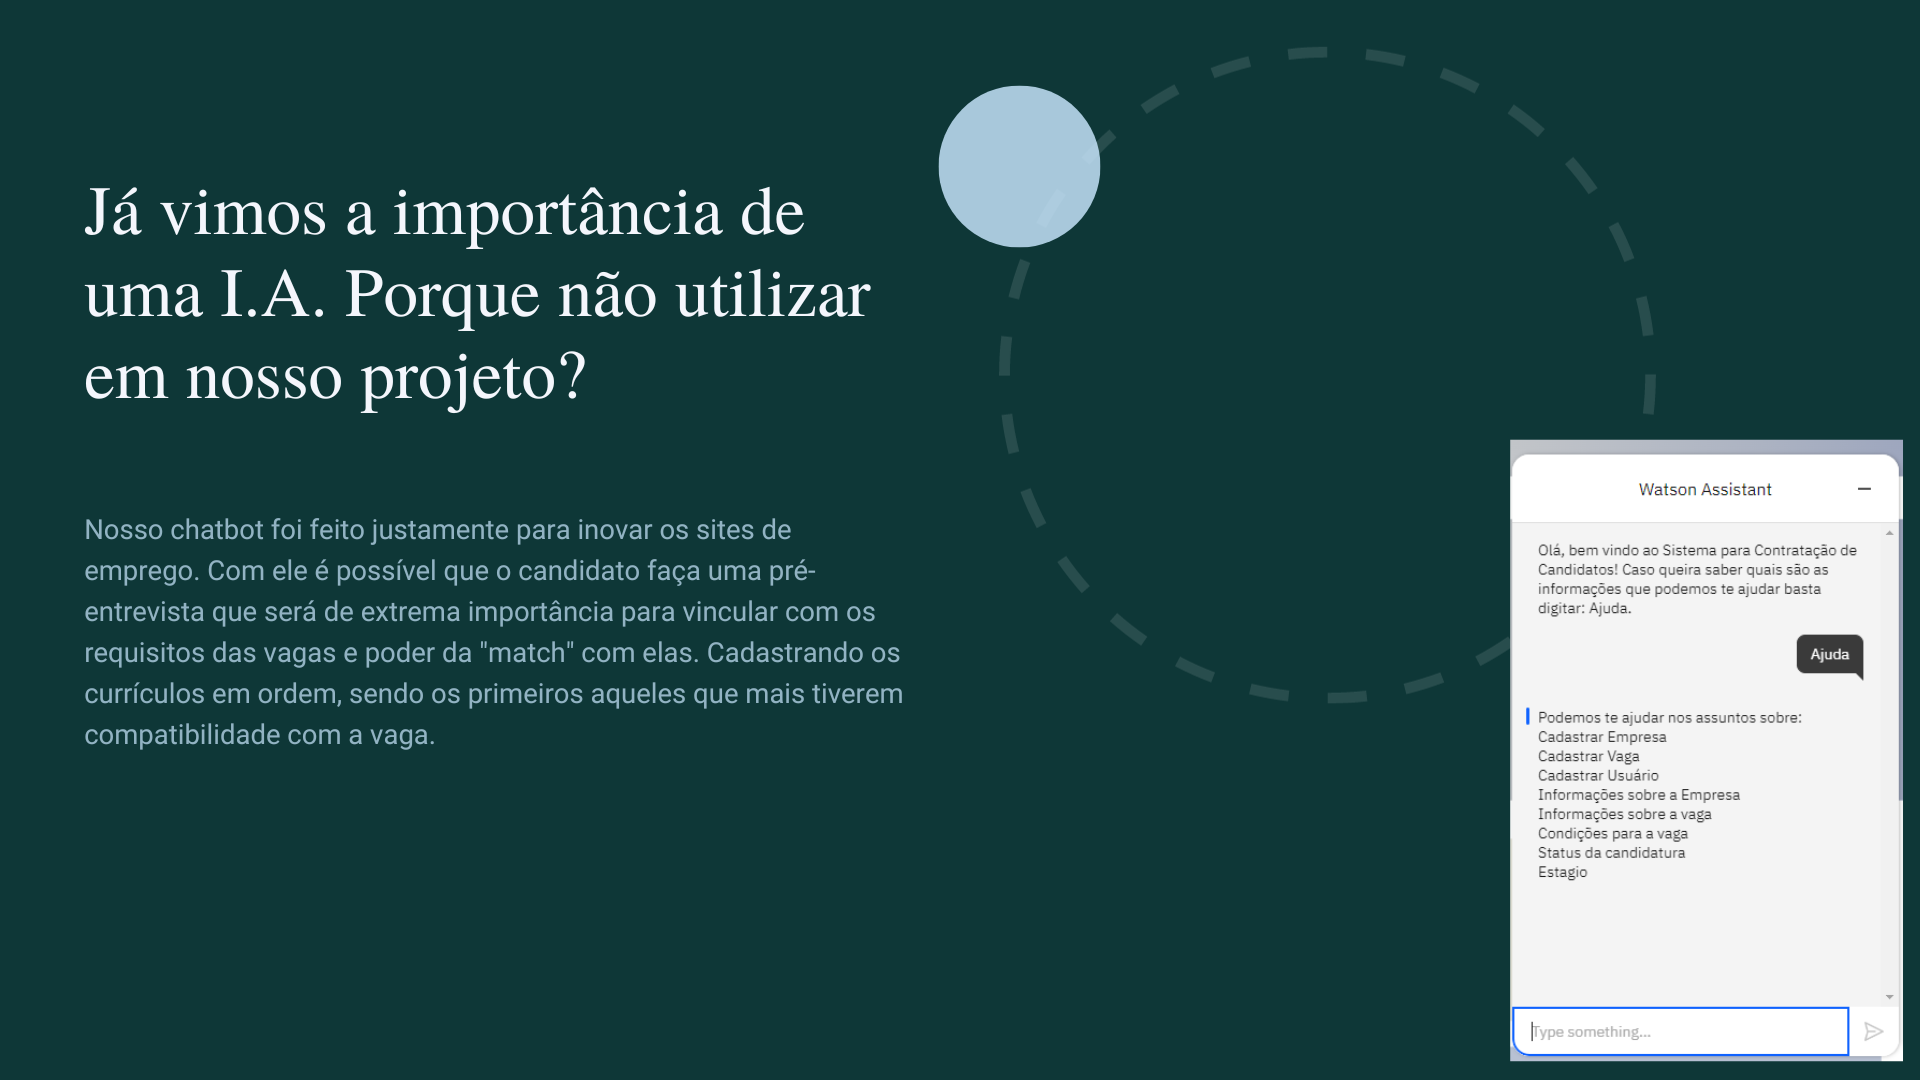 Já vimos a importância de
uma I.A. Porque não utilizar
em nosso projeto?
Nosso chatbot foi feito justamente para inovar os sites de
emprego. Com ele é possível que o candidato faça uma pré-
entrevista que será de extrema importância para vincular com os
requisitos das vagas e poder da "match" com elas. Cadastrando os
currículos em ordem, sendo os primeiros aqueles que mais tiverem
compatibilidade com a vaga.
Watson Assistant
Olá, bem vindo ao Sistema para Contratação de
Candidatos! Caso queira saber quais são as
informações que podemos te ajudar basta
digitar: Ajuda.
Ajuda
Podemos te ajudar nos assuntos sobre:
Cadastrar Empresa
Cadastrar Vaga
Cadastrar Usuário
Informações sobre a Empresa
Informações sobre a vaga
Condições para a vaga
Status da candidatura
Estagio
Type something...